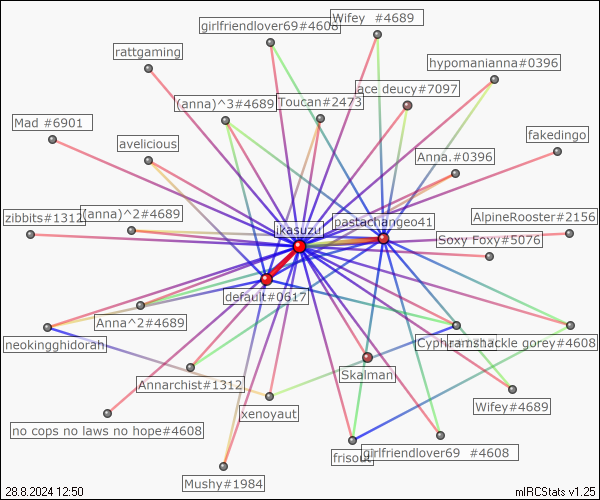 Wifey   #4689
girlfriendlover69#4608
rattgaming
hypomanianna#0396
ace deucy#7097
(anna)^3#4689
Toucan#2473
Mad #6901
fakedingo
avelicious
Anna.#0396
zibbits#1312
(anna)^2#4689
pastachangeo41
AlpineRooster#2156
ikasuzu
Soxy Foxy#5076
default#0617
Anna^2#4689
neokingghidorah
gorey#4608
Skalman
Annarchist#1312
xenoyaut
Wifey#4689
no cops no laws no hope#4608
frisout
girlfriendlover69   #4608
Mushy#1984
28.8.2024 12:50
mIRCStats v1.25